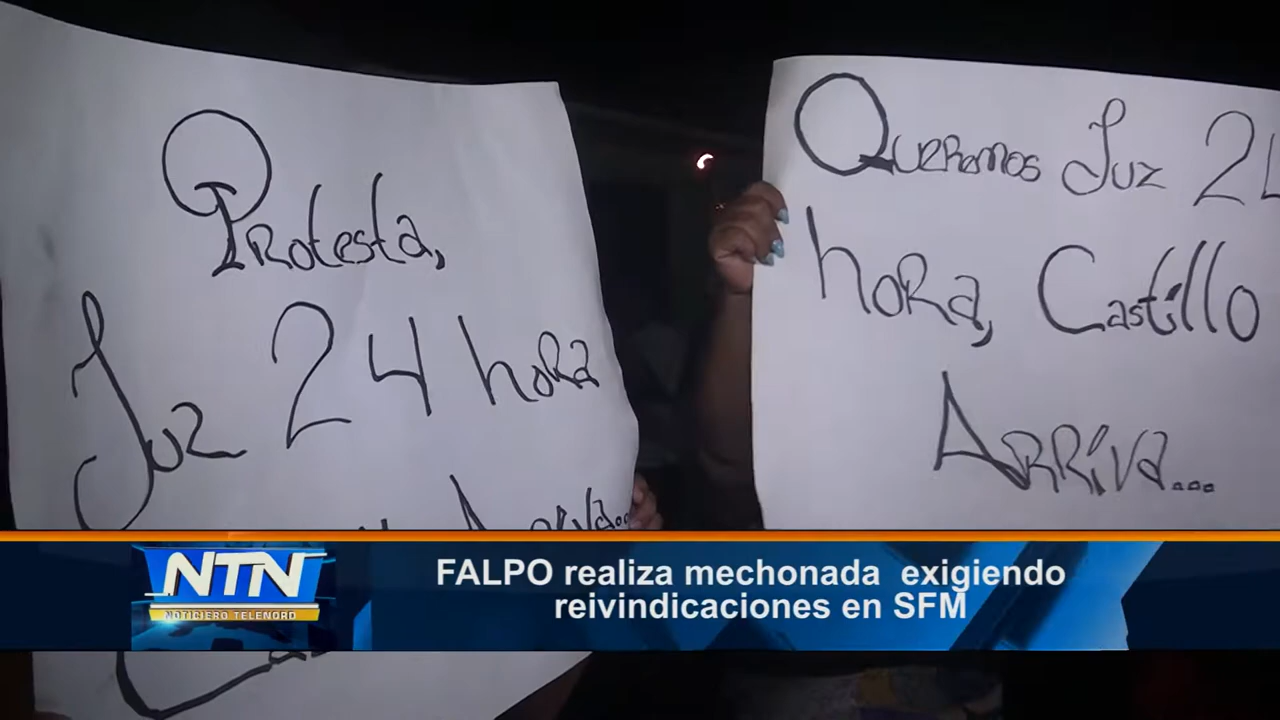 Protesta,
Luz 24 hora
Arriva...
Queremos Luz 24
hora, Castillo
Arriva...
NTN
NOTICIERO TELENORD
FALPO realiza mechonada exigiendo
reivindicaciones en SFM